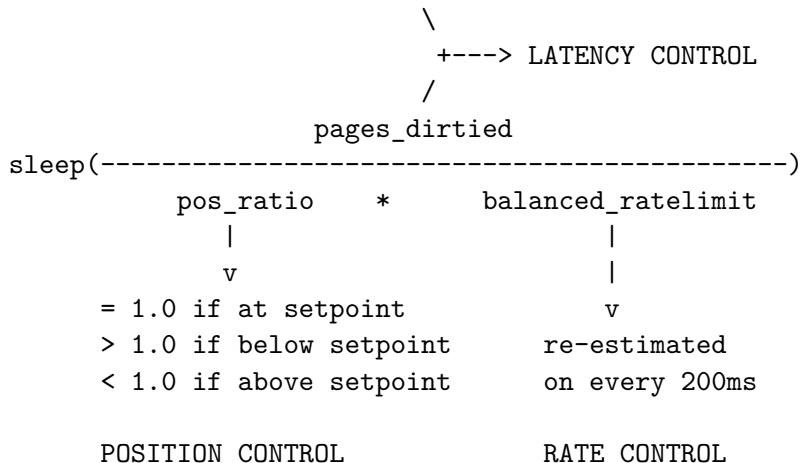 \
+---> LATENCY CONTROL
/
pages_dirtied
sleep(---------------------------------------------)
pos_ratio * balanced_ratelimit
| |
v |
= 1.0 if at setpoint v
> 1.0 if below setpoint re-estimated
< 1.0 if above setpoint on every 200ms
POSITION CONTROL RATE CONTROL